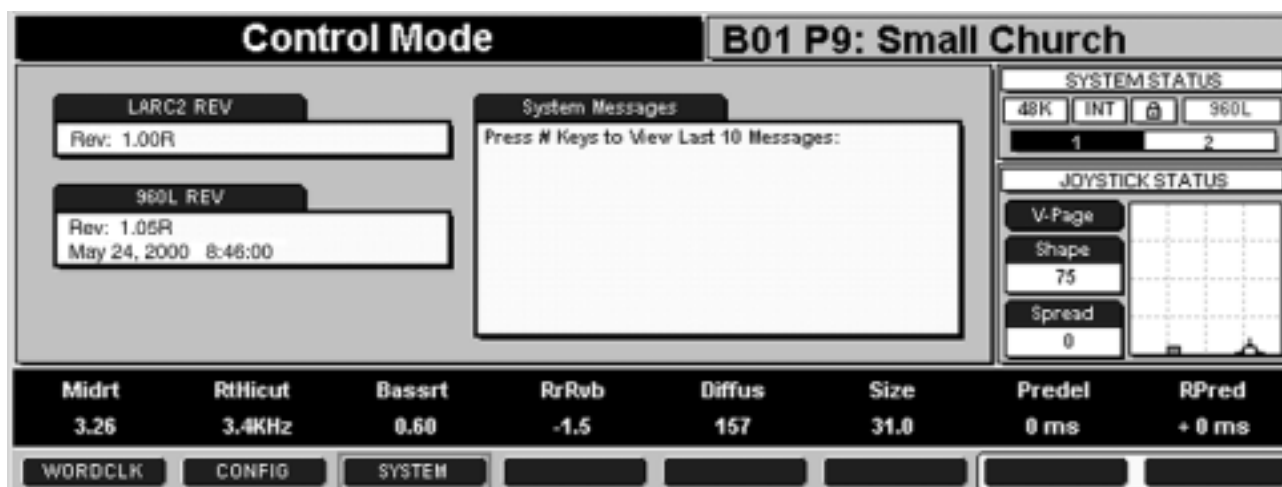 Control Mode
B01 P9: Small Church
LARC2 REV
Rev: 1.00R
960L REV
Rev: 1.05R
May 24, 2000 8:46:00
System Messages
Press # Keys to View Last 10 Messages:
SYSTEM STATUS
48K INT 960L
1 2
JOYSTICK STATUS
V-Page
Shape
75
Spread
0
Midrt RtHicut Bassrt RrRvb Diffus Size Predel RPred
3.26 3.4KHz 0.60 -1.5 157 31.0 0 ms + 0 ms
WORDCLK CONFIG SYSTEM